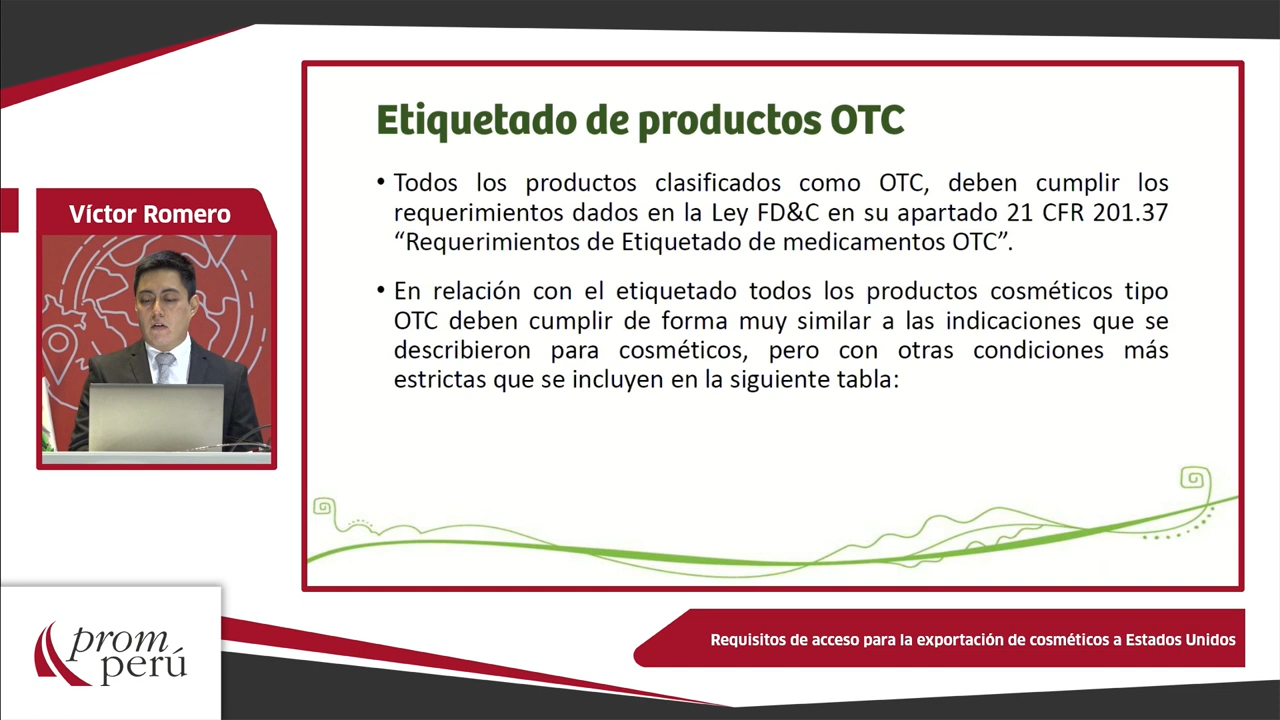 Etiquetado de productos OTC
• Todos los productos clasificados como OTC, deben cumplir los
requerimientos dados en la Ley FD&C en su apartado 21 CFR 201.37
“Requerimientos de Etiquetado de medicamentos OTC”.
• En relación con el etiquetado todos los productos cosméticos tipo
OTC deben cumplir de forma muy similar a las indicaciones que se
describieron para cosméticos, pero con otras condiciones más
estrictas que se incluyen en la siguiente tabla:
Víctor Romero
prom
perú
Requisitos de acceso para la exportación de cosméticos a Estados Unidos